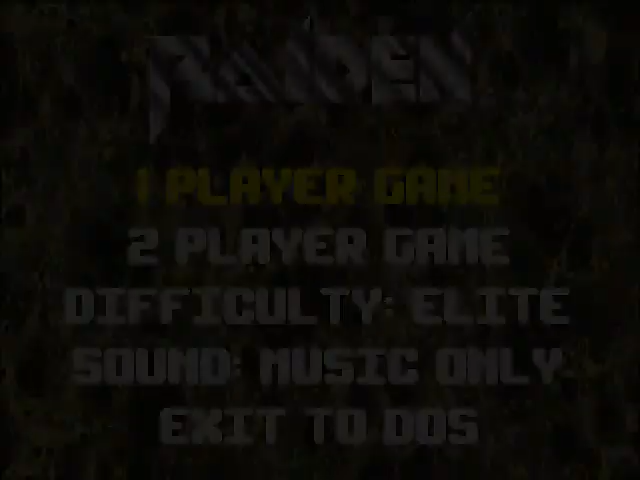 RAIDEN
1 PLAYER GAME
2 PLAYER GAME
DIFFICULTY: ELITE
SOUND: MUSIC ONLY
EXIT TO DOS